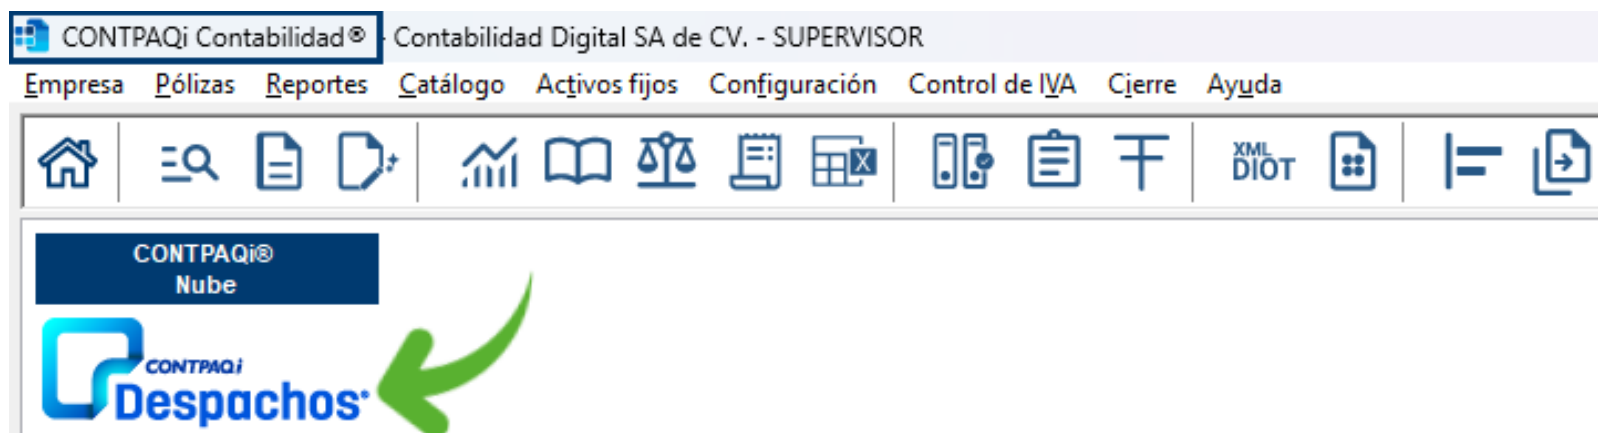 CONTPAQi Contabilidad® - Contabilidad Digital SA de CV. - SUPERVISOR
Empresa Pólizas Reportes Catálogo Activos fijos Configuración Control de IVA Cierre Ayuda
XML
DIOT
CONTPAQi®
Nube
CONTPAQi
Despachos®